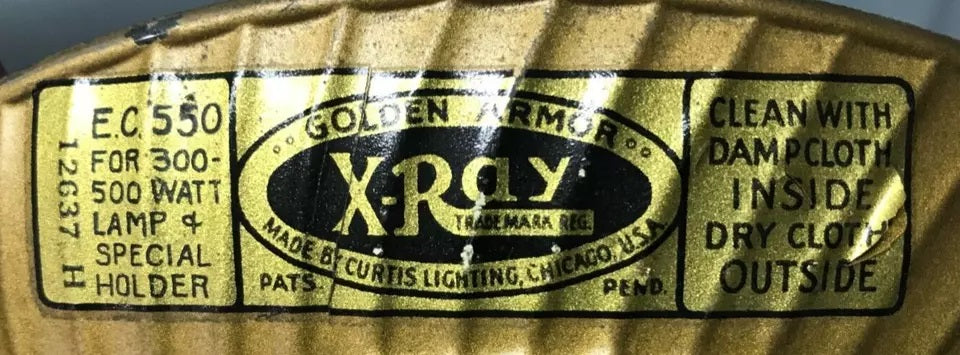 12637 H
E.C. 550
FOR 300-
500 WATT
LAMP &
SPECIAL
HOLDER
GOLDEN ARMOR
X-Ray
TRADE MARK REG.
MADE BY CURTIS LIGHTING, CHICAGO, U.S.A.
PATS. PEND.
CLEAN WITH
DAMP CLOTH
INSIDE
DRY CLOTH
OUTSIDE